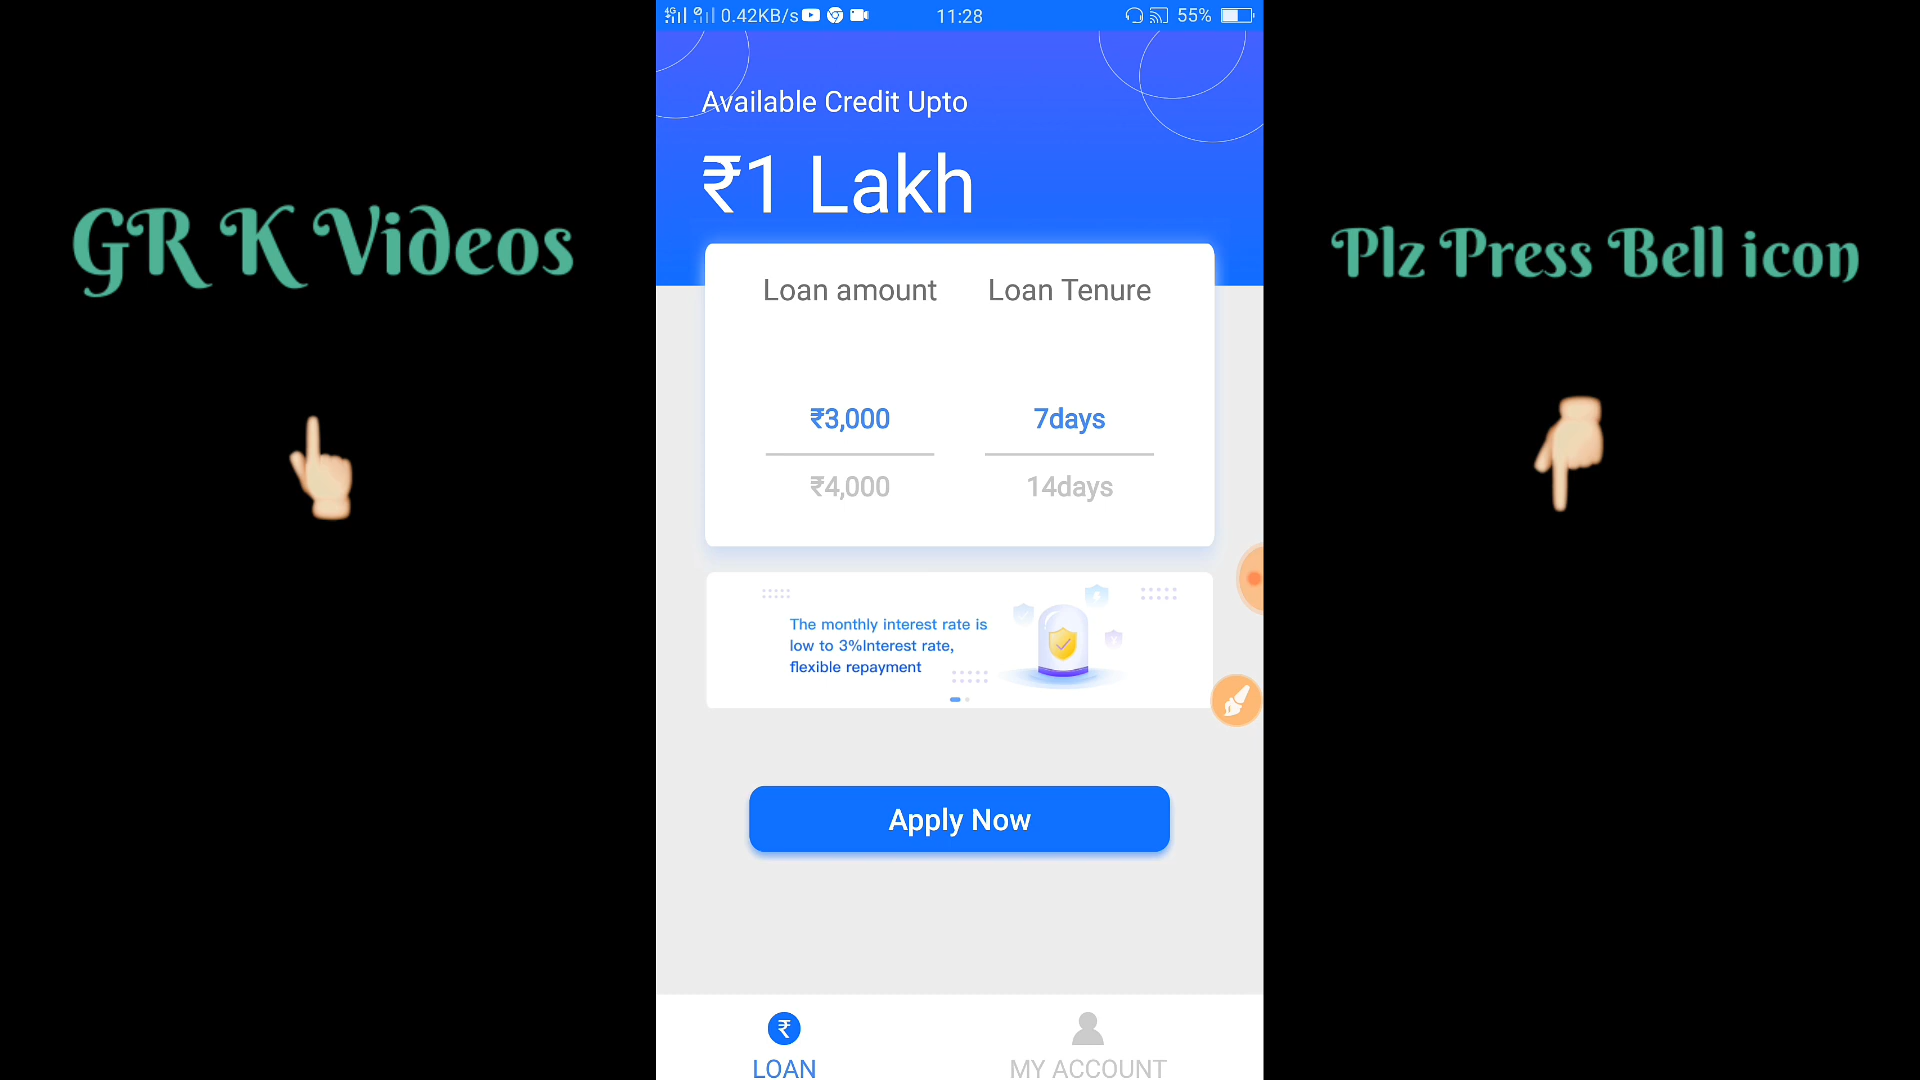 4G 0.42KB/s 11:28 55%
Available Credit Upto
₹1 Lakh
GR K Videos
Plz Press Bell icon
Loan amount Loan Tenure
₹3,000 7days
₹4,000 14days
The monthly interest rate is
low to 3%Interest rate,
flexible repayment
Apply Now
₹
LOAN MY ACCOUNT